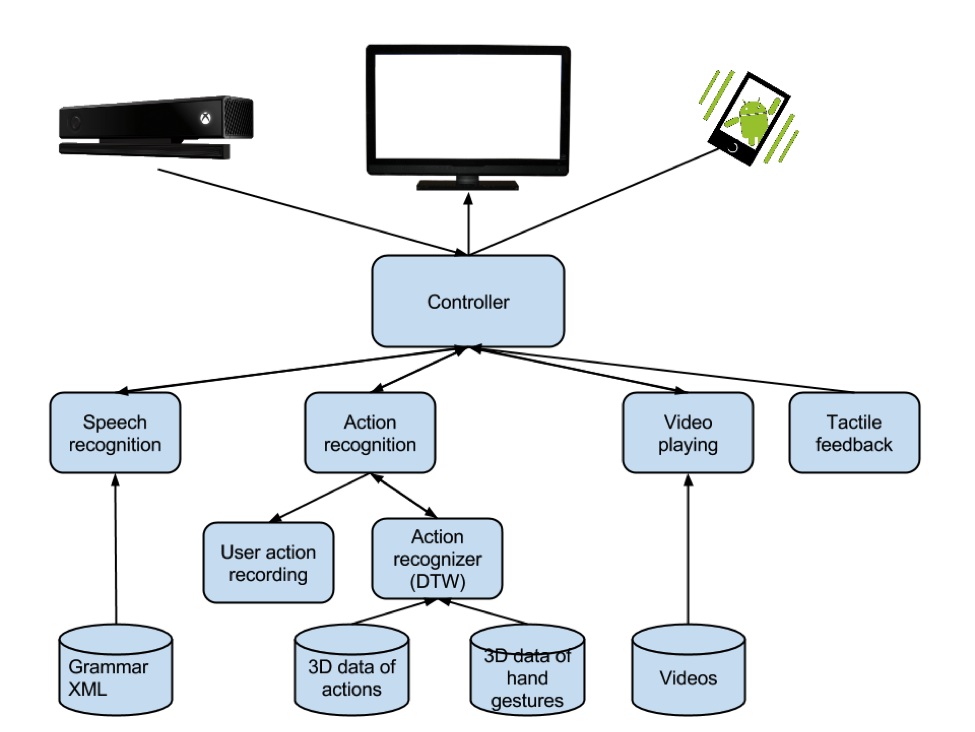 Controller
Speech
recognition
Action
recognition
Video
playing
Tactile
feedback
User action
recording
Action
recognizer
(DTW)
Grammar
XML
3D data of
actions
3D data of
hand
gestures
Videos